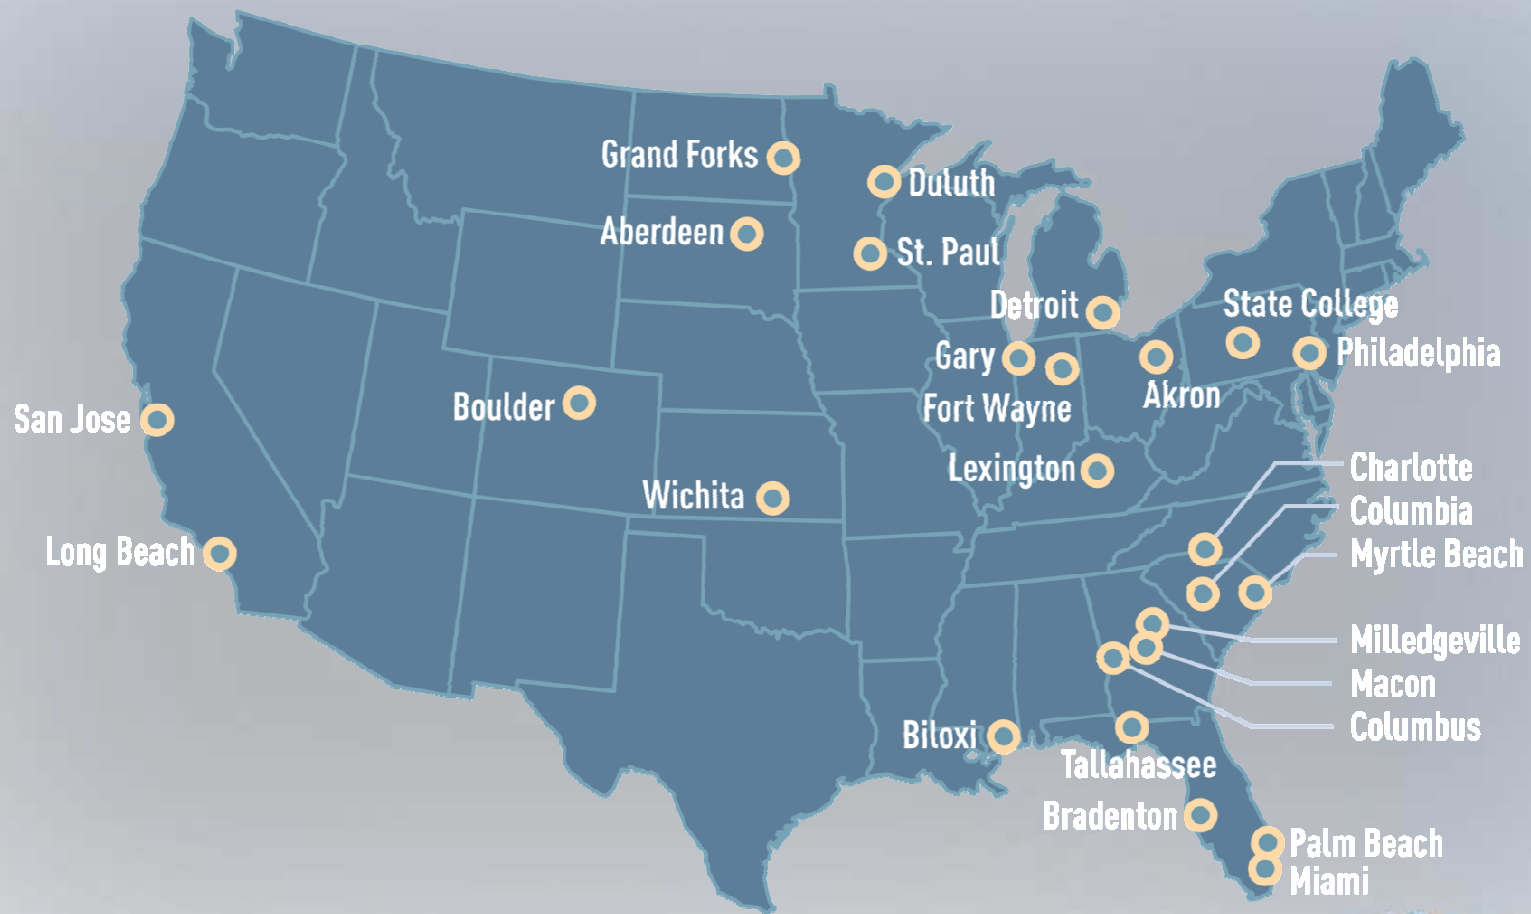 Grand Forks
Duluth
Aberdeen
St. Paul
Detroit
State College
Gary
Philadelphia
Fort Wayne
Akron
Boulder
San Jose
Lexington
Charlotte
Wichita
Columbia
Long Beach
Myrtle Beach
Milledgeville
Macon
Columbus
Biloxi
Tallahassee
Bradenton
Palm Beach
Miami